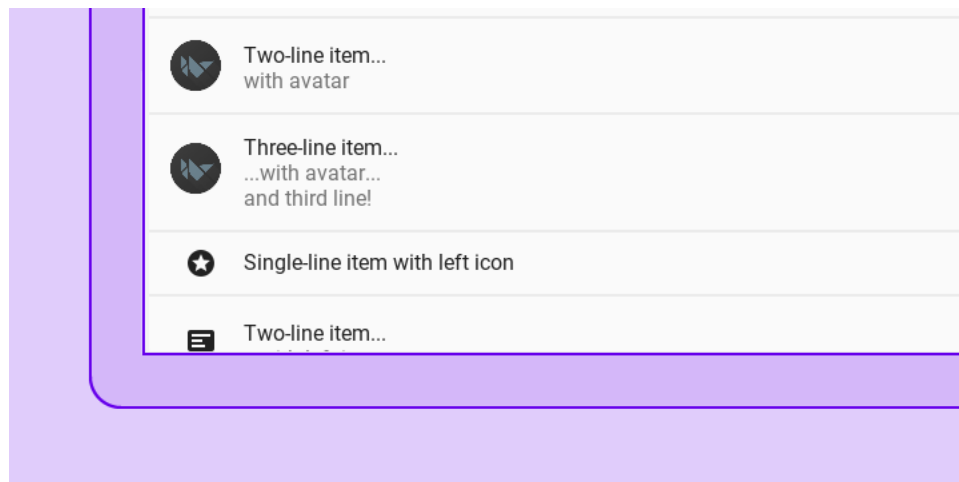 Two-line item...
with avatar
Three-line item...
...with avatar...
and third line!
Single-line item with left icon
Two-line item...